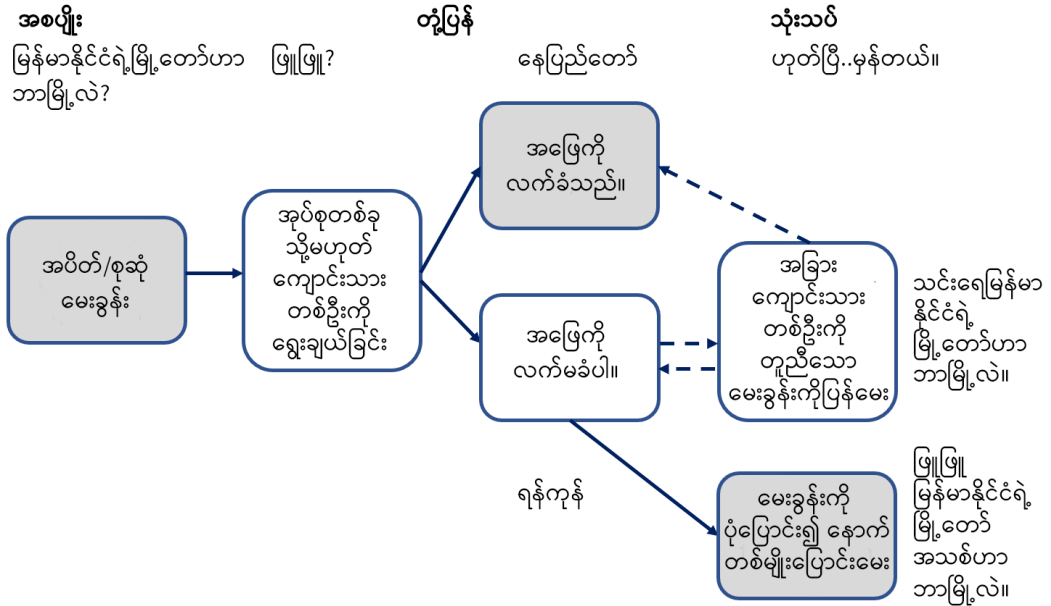 အစပျိုး
တုံ့ပြန်
သုံးသပ်
မြန်မာနိုင်ငံရဲ့မြို့တော်ဟာ
ဘာမြို့လဲ?
ဖြူဖြူ?
နေပြည်တော်
ဟုတ်ပြီ..မှန်တယ်။
အဖြေကို
လက်ခံသည်။
အပိတ်/စုဆုံ
မေးခွန်း
အုပ်စုတစ်ခု
သို့မဟုတ်
ကျောင်းသား
တစ်ဦးကို
ရွေးချယ်ခြင်း
အဖြေကို
လက်မခံပါ။
အခြား
ကျောင်းသား
တစ်ဦးကို
တူညီသော
မေးခွန်းကိုပြန်မေး
သင်းရေမြန်မာ
နိုင်ငံရဲ့
မြို့တော်ဟာ
ဘာမြို့လဲ။
ရန်ကုန်
မေးခွန်းကို
ပုံပြောင်း၍ နောက်
တစ်မျိုးပြောင်းမေး
ဖြူဖြူ
မြန်မာနိုင်ငံရဲ့
မြို့တော်
အသစ်ဟာ
ဘာမြို့လဲ။